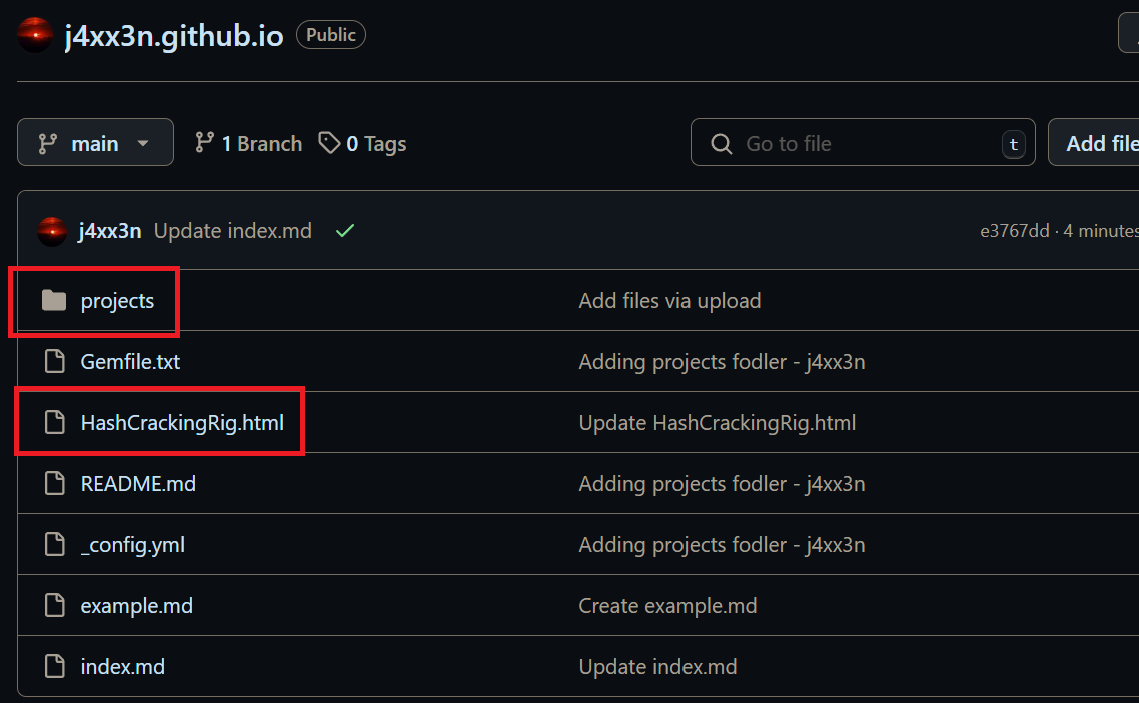 j4xx3n.github.io Public
main 1 Branch 0 Tags Go to file t Add file
j4xx3n Update index.md e3767dd · 4 minutes
projects Add files via upload
Gemfile.txt Adding projects fodler - j4xx3n
HashCrackingRig.html Update HashCrackingRig.html
README.md Adding projects fodler - j4xx3n
_config.yml Adding projects fodler - j4xx3n
example.md Create example.md
index.md Update index.md